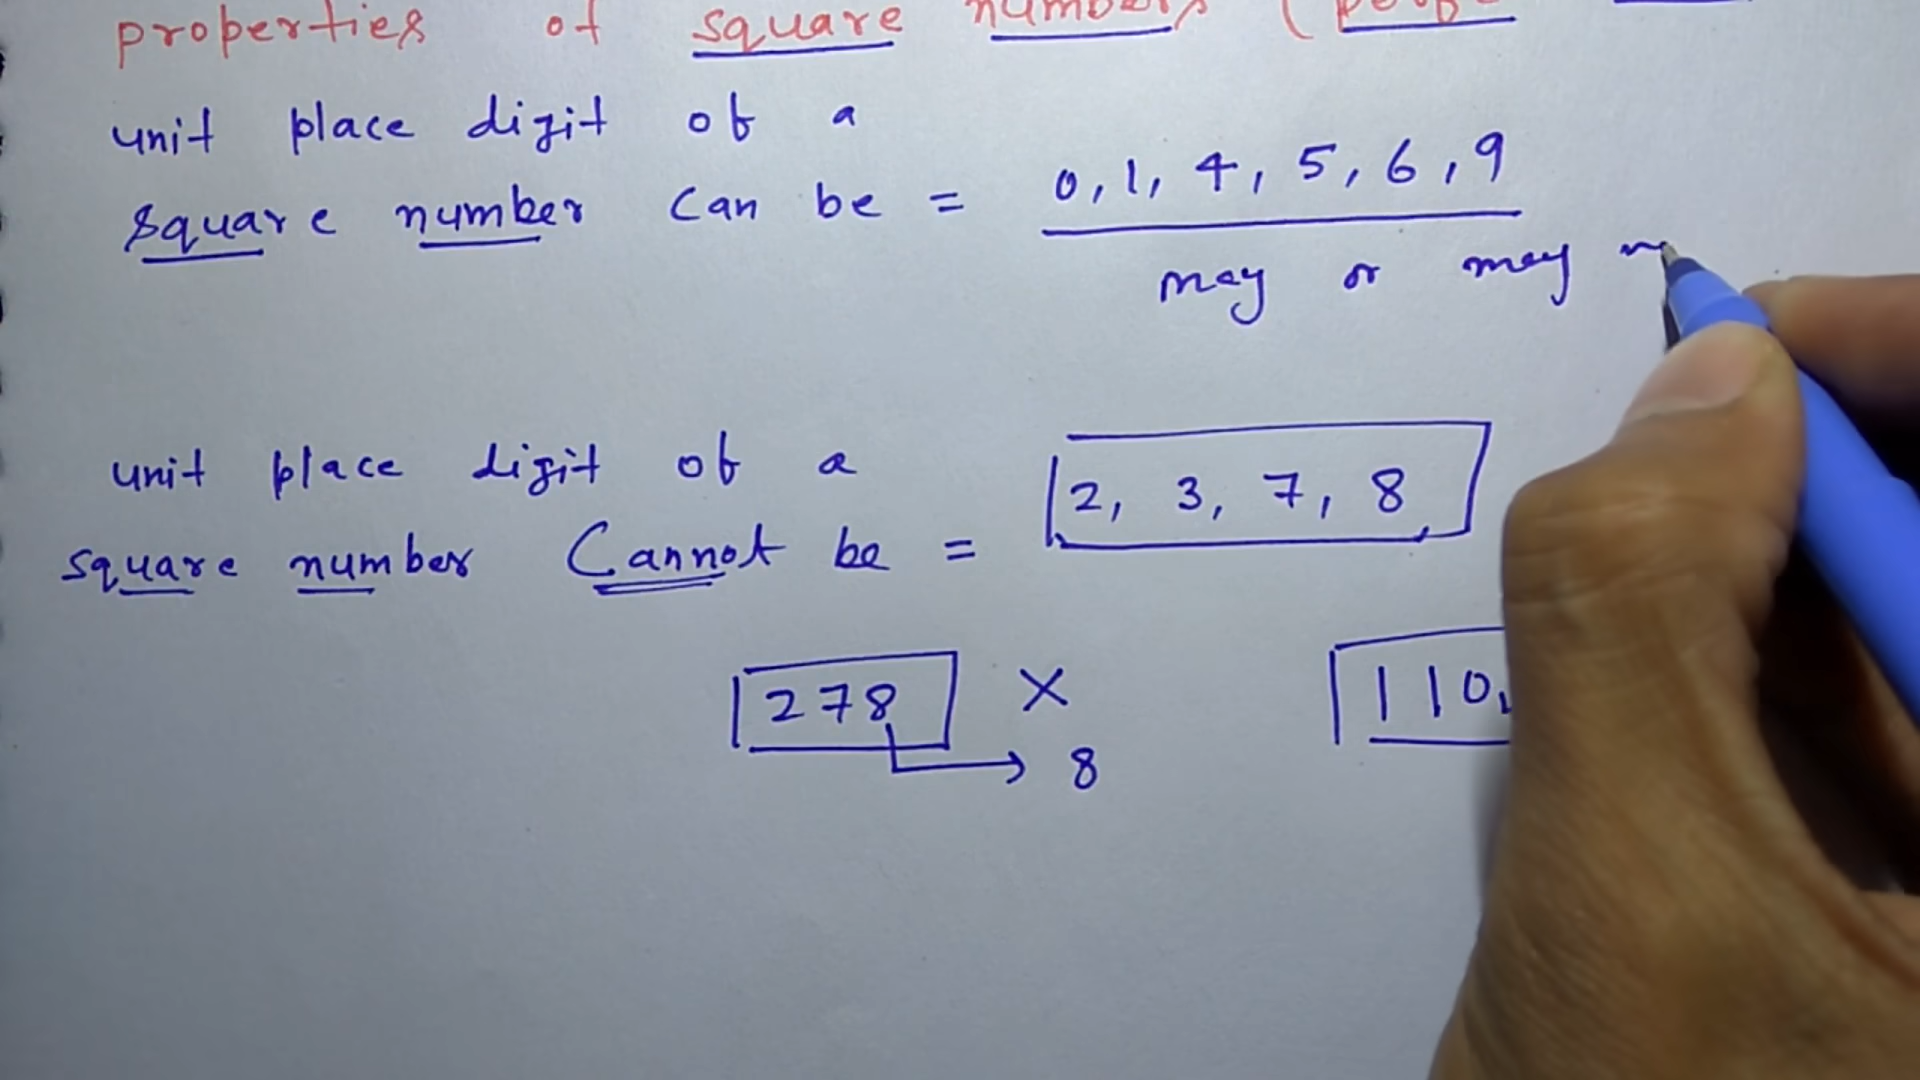 properties of square numbers (
unit place digit of a
square number can be = 0, 1, 4, 5, 6, 9
may or may
unit place digit of a
square number Cannot be = 2, 3, 7, 8
278 × 110
8